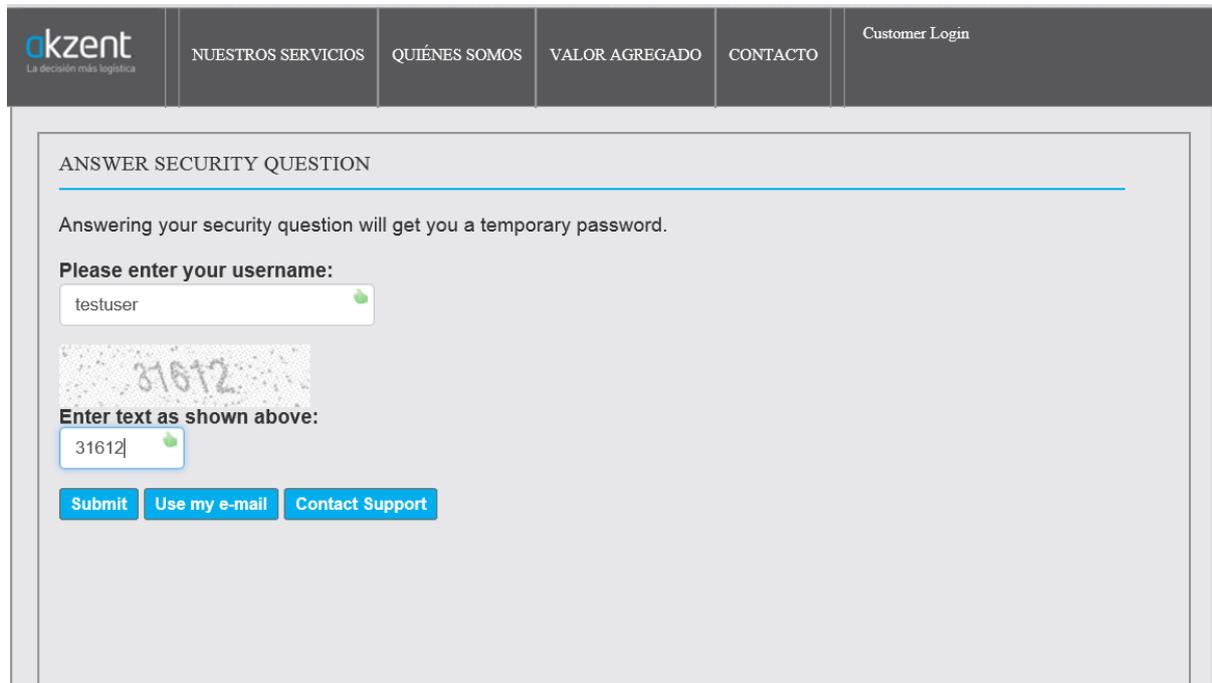 akzent
La decisión más logística
NUESTROS SERVICIOS QUIÉNES SOMOS VALOR AGREGADO CONTACTO Customer Login
ANSWER SECURITY QUESTION
Answering your security question will get you a temporary password.
Please enter your username:
testuser
31612
Enter text as shown above:
31612
Submit Use my e-mail Contact Support